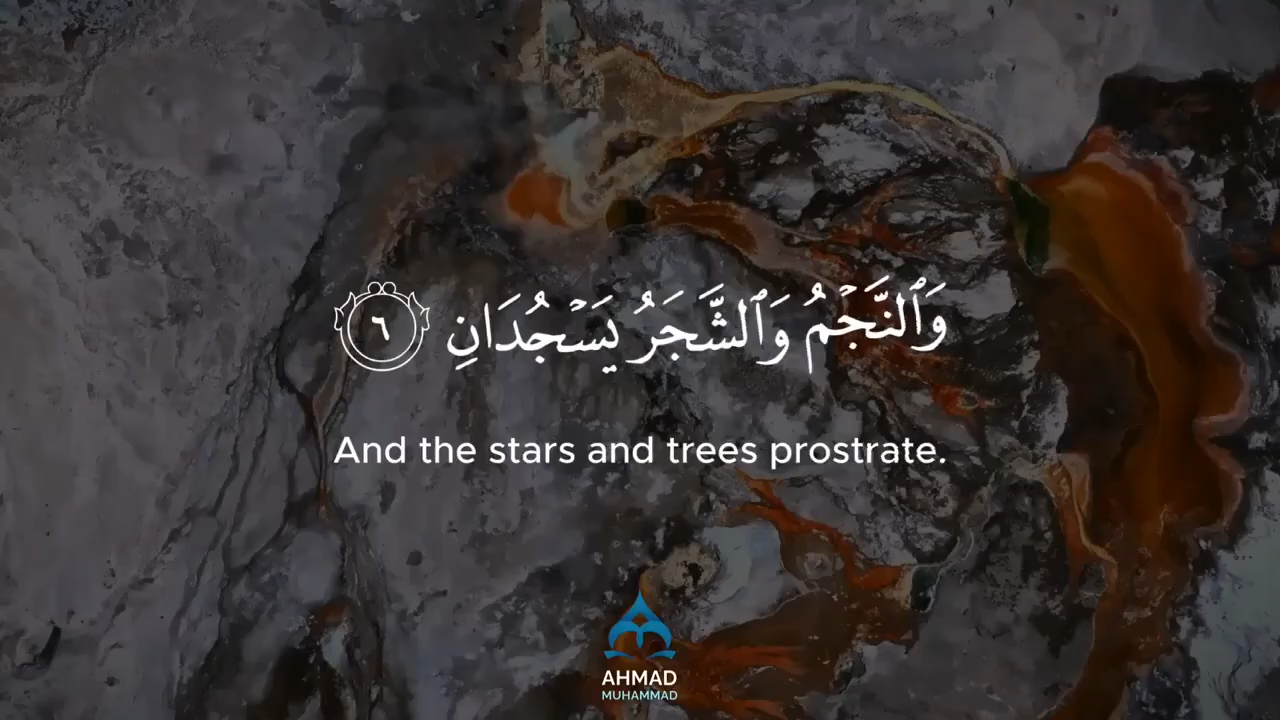 وَٱلنَّجۡمُ وَٱلشَّجَرُ يَسۡجُدَانِ ٦
And the stars and trees prostrate.
AHMAD
MUHAMMAD